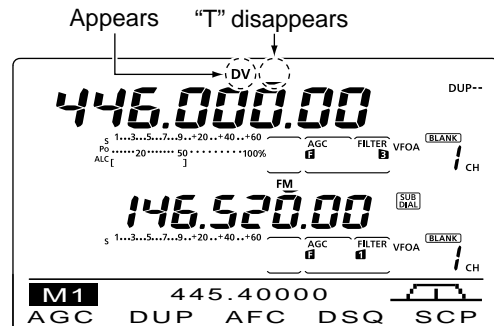 Appears “T” disappears
DV
446.000.00 DUP--
S 1...3...5...7...9..+20..+40..+60
Po ......20......50.........100%
ALC [ ]
AGC FILTER VFOA BLANK
F 3 1 CH
FM
146.520.00 SUB DIAL
S 1...3...5...7...9..+20..+40..+60
AGC FILTER VFOA BLANK
F 1 1 CH
M1 445.40000
AGC DUP AFC DSQ SCP